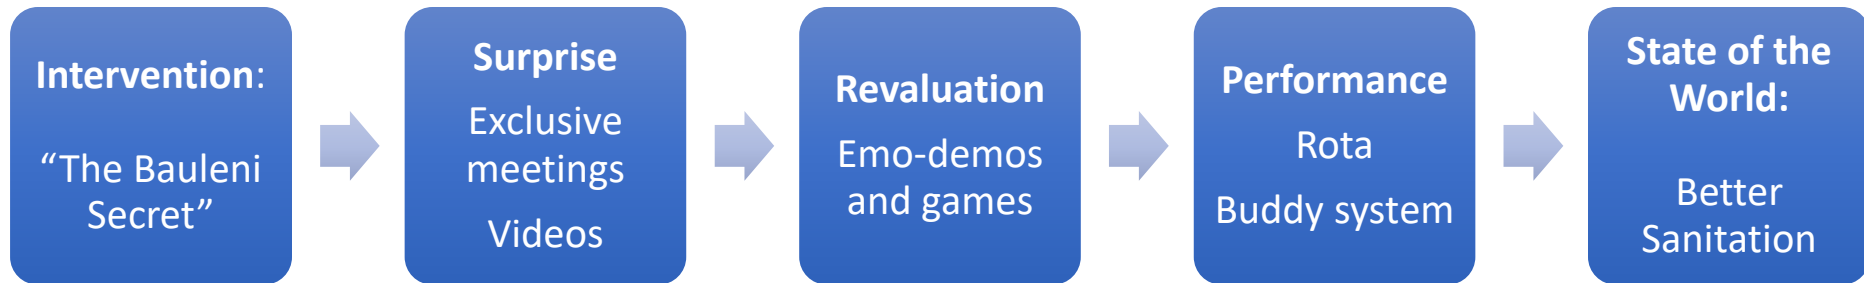 Intervention:
“The Bauleni
Secret”
Surprise
Exclusive
meetings
Videos
Revaluation
Emo-demos
and games
Performance
Rota
Buddy system
State of the
World:
Better
Sanitation